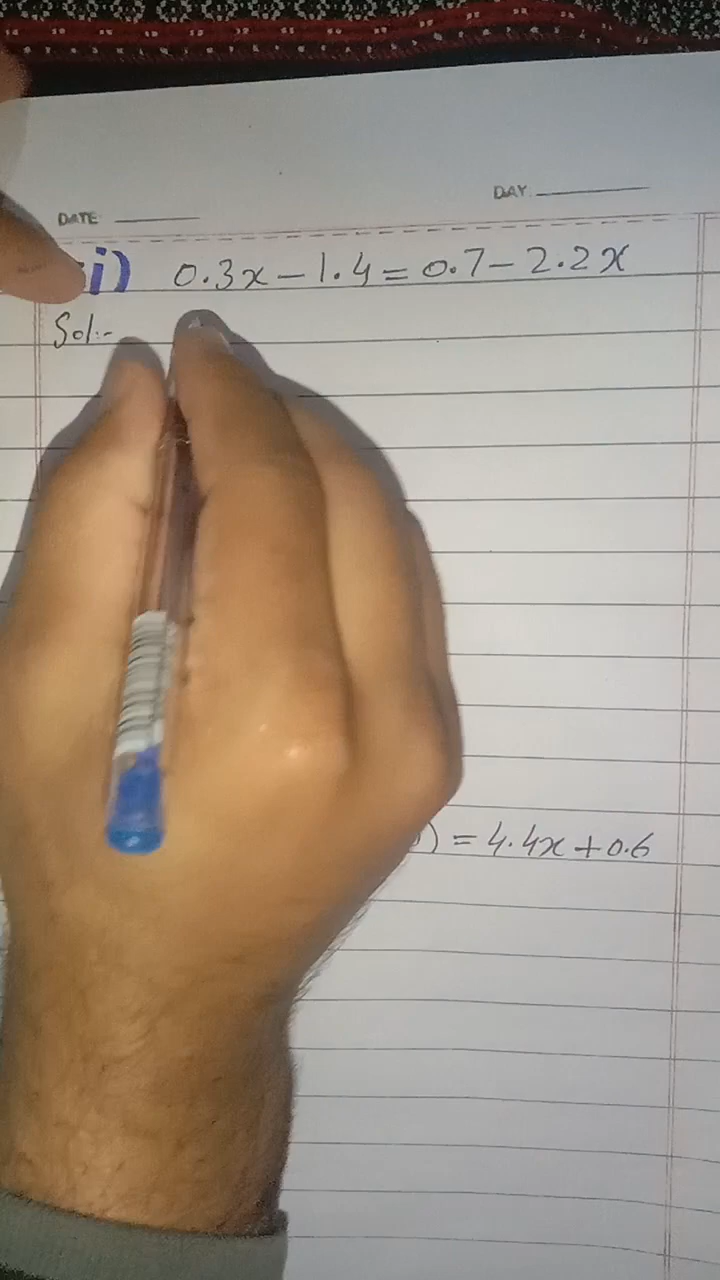 DAY
DATE
i) 0.3x - 1.4 = 0.7 - 2.2x
Sol:-
) = 4.4x + 0.6